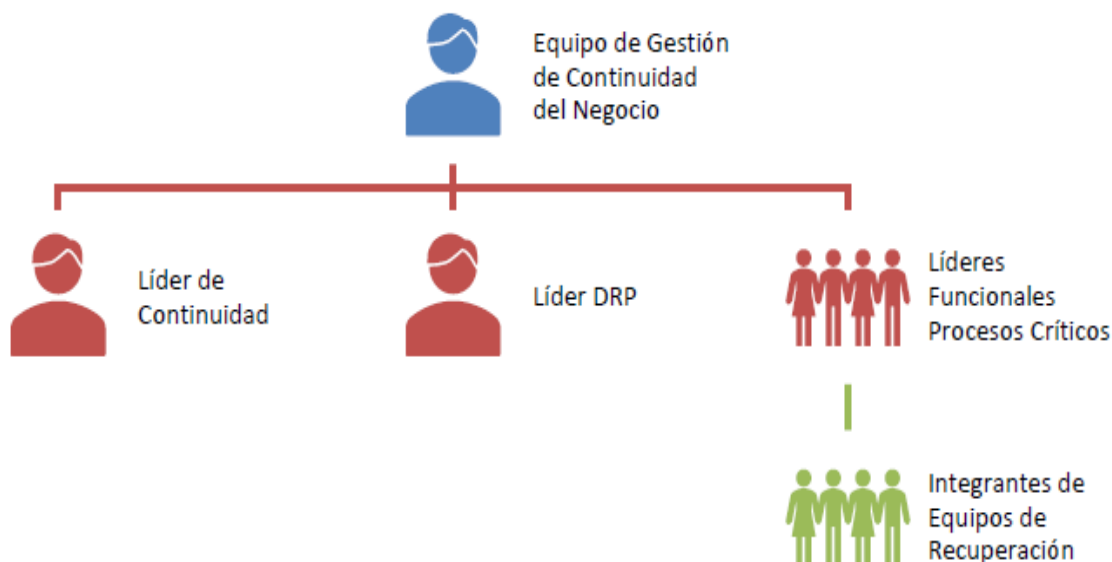 Equipo de Gestión
de Continuidad
del Negocio
Líder de
Continuidad
Líder DRP
Líderes
Funcionales
Procesos Críticos
Integrantes de
Equipos de
Recuperación